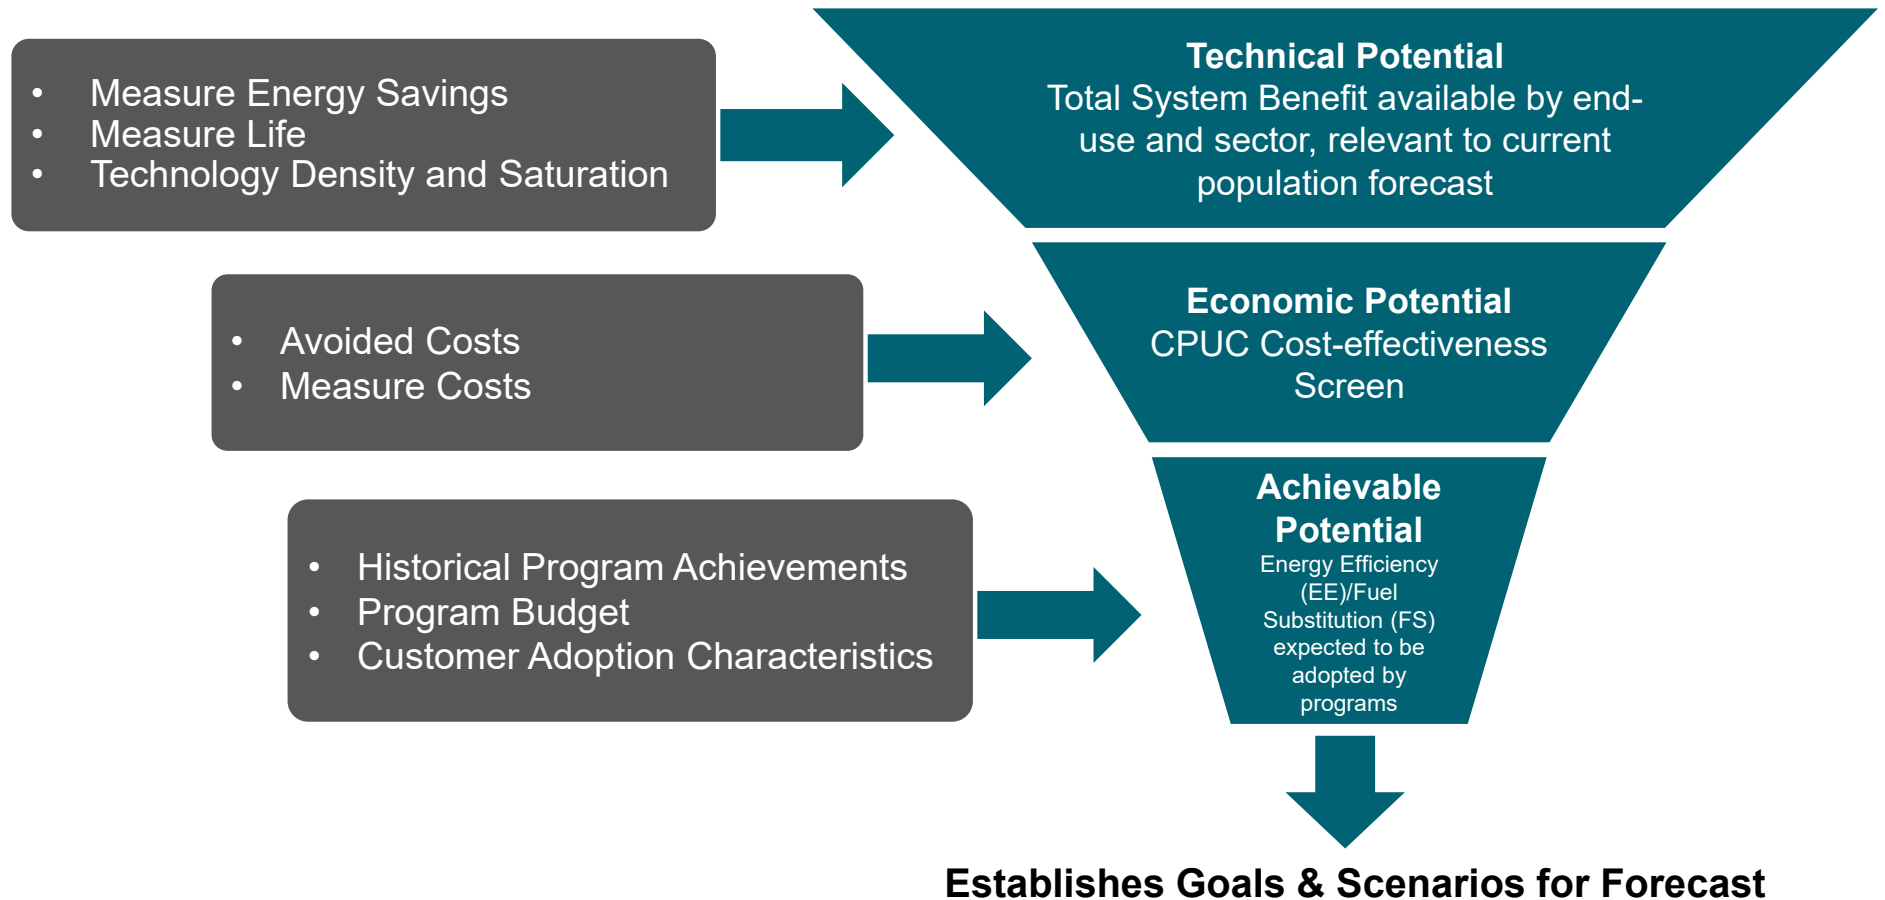 • Measure Energy Savings
• Measure Life
• Technology Density and Saturation
Technical Potential
Total System Benefit available by end-
use and sector, relevant to current
population forecast
• Avoided Costs
• Measure Costs
Economic Potential
CPUC Cost-effectiveness
Screen
• Historical Program Achievements
• Program Budget
• Customer Adoption Characteristics
Achievable
Potential
Energy Efficiency
(EE)/Fuel
Substitution (FS)
expected to be
adopted by
programs
Establishes Goals & Scenarios for Forecast